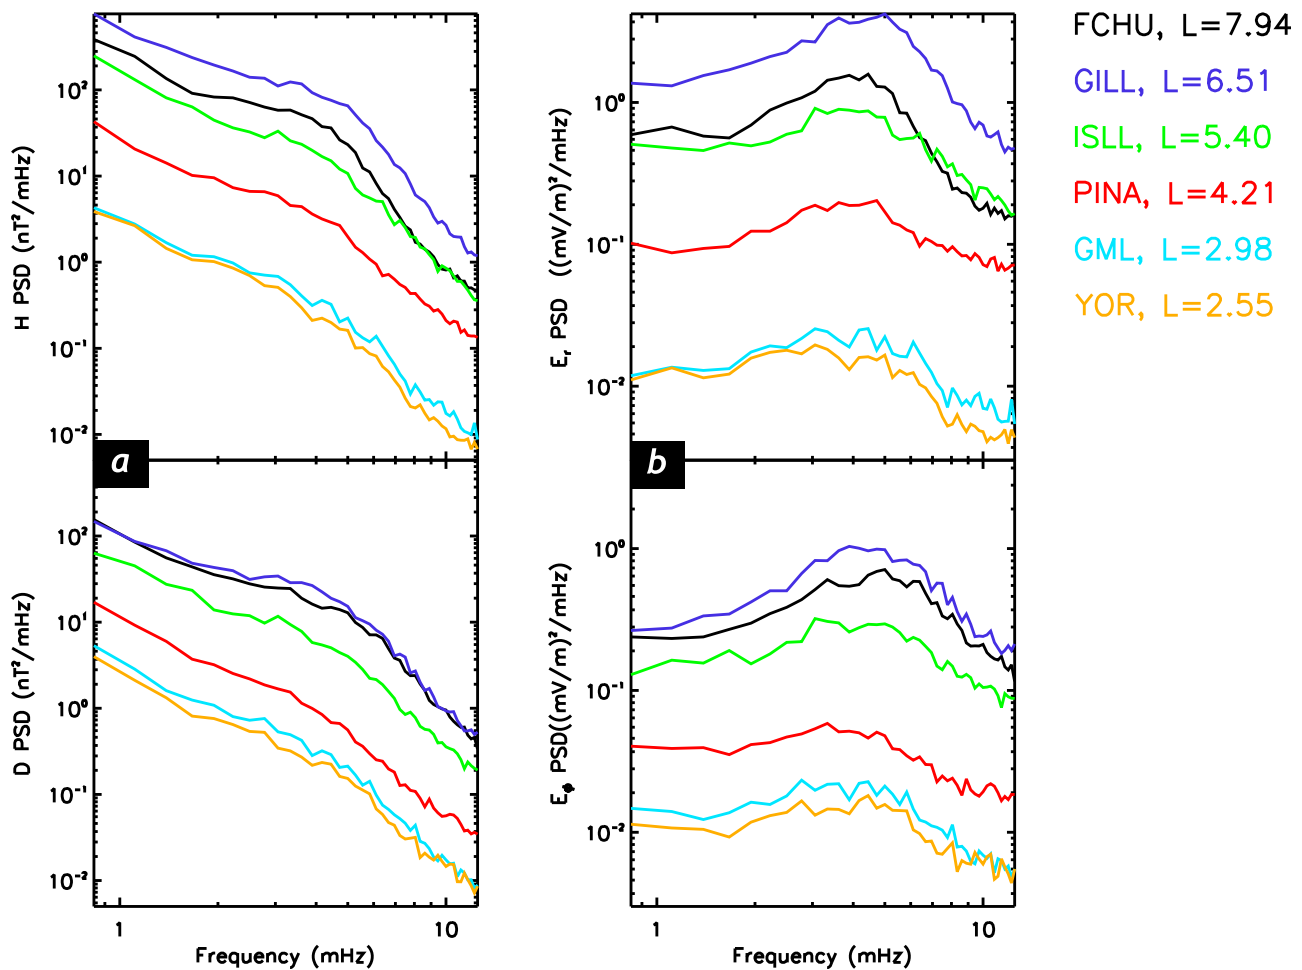 FCHU, L=7.94
GILL, L=6.51
ISLL, L=5.40
PINA, L=4.21
GML, L=2.98
YOR, L=2.55
H PSD (nT²/mHz)
10²
10¹
10⁰
10⁻¹
10⁻²
a
D PSD (nT²/mHz)
10²
10¹
10⁰
10⁻¹
10⁻²
1
10
Frequency (mHz)
Eᵣ PSD ((mV/m)²/mHz)
10⁰
10⁻¹
10⁻²
b
E𝛟 PSD((mV/m)²/mHz)
10⁰
10⁻¹
10⁻²
1
10
Frequency (mHz)